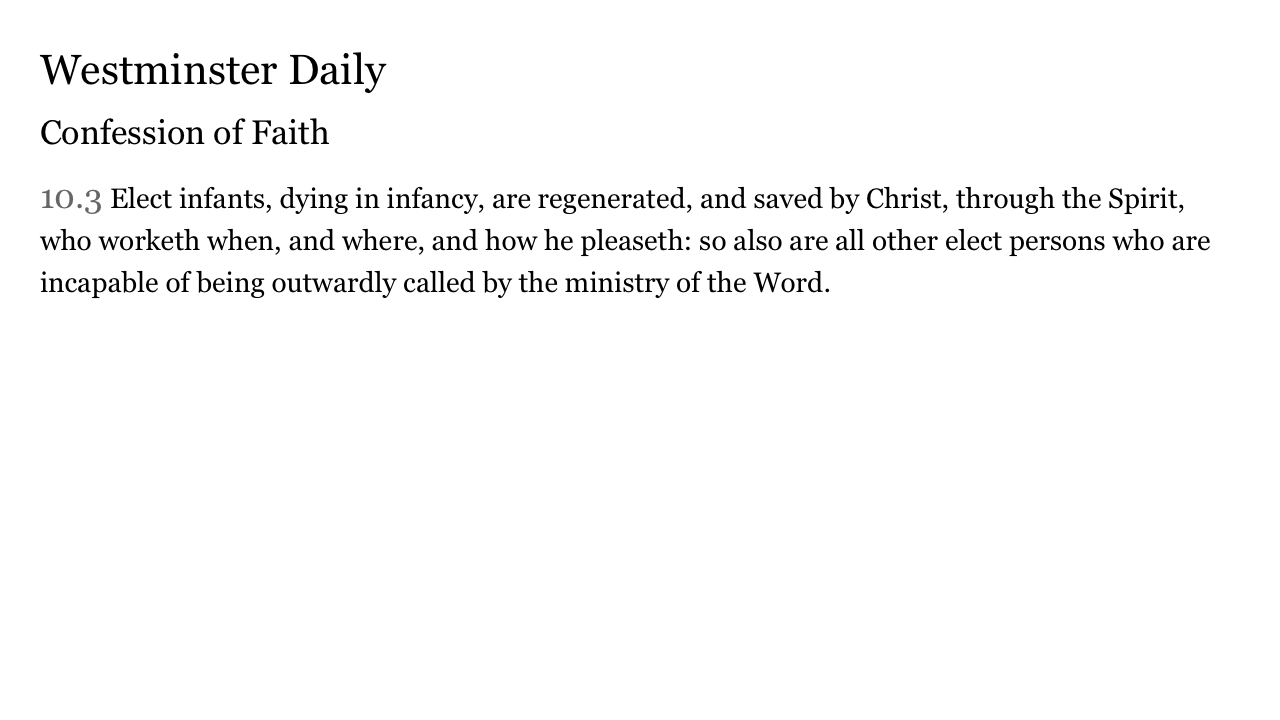 Westminster Daily
Confession of Faith
10.3 Elect infants, dying in infancy, are regenerated, and saved by Christ, through the Spirit,
who worketh when, and where, and how he pleaseth: so also are all other elect persons who are
incapable of being outwardly called by the ministry of the Word.